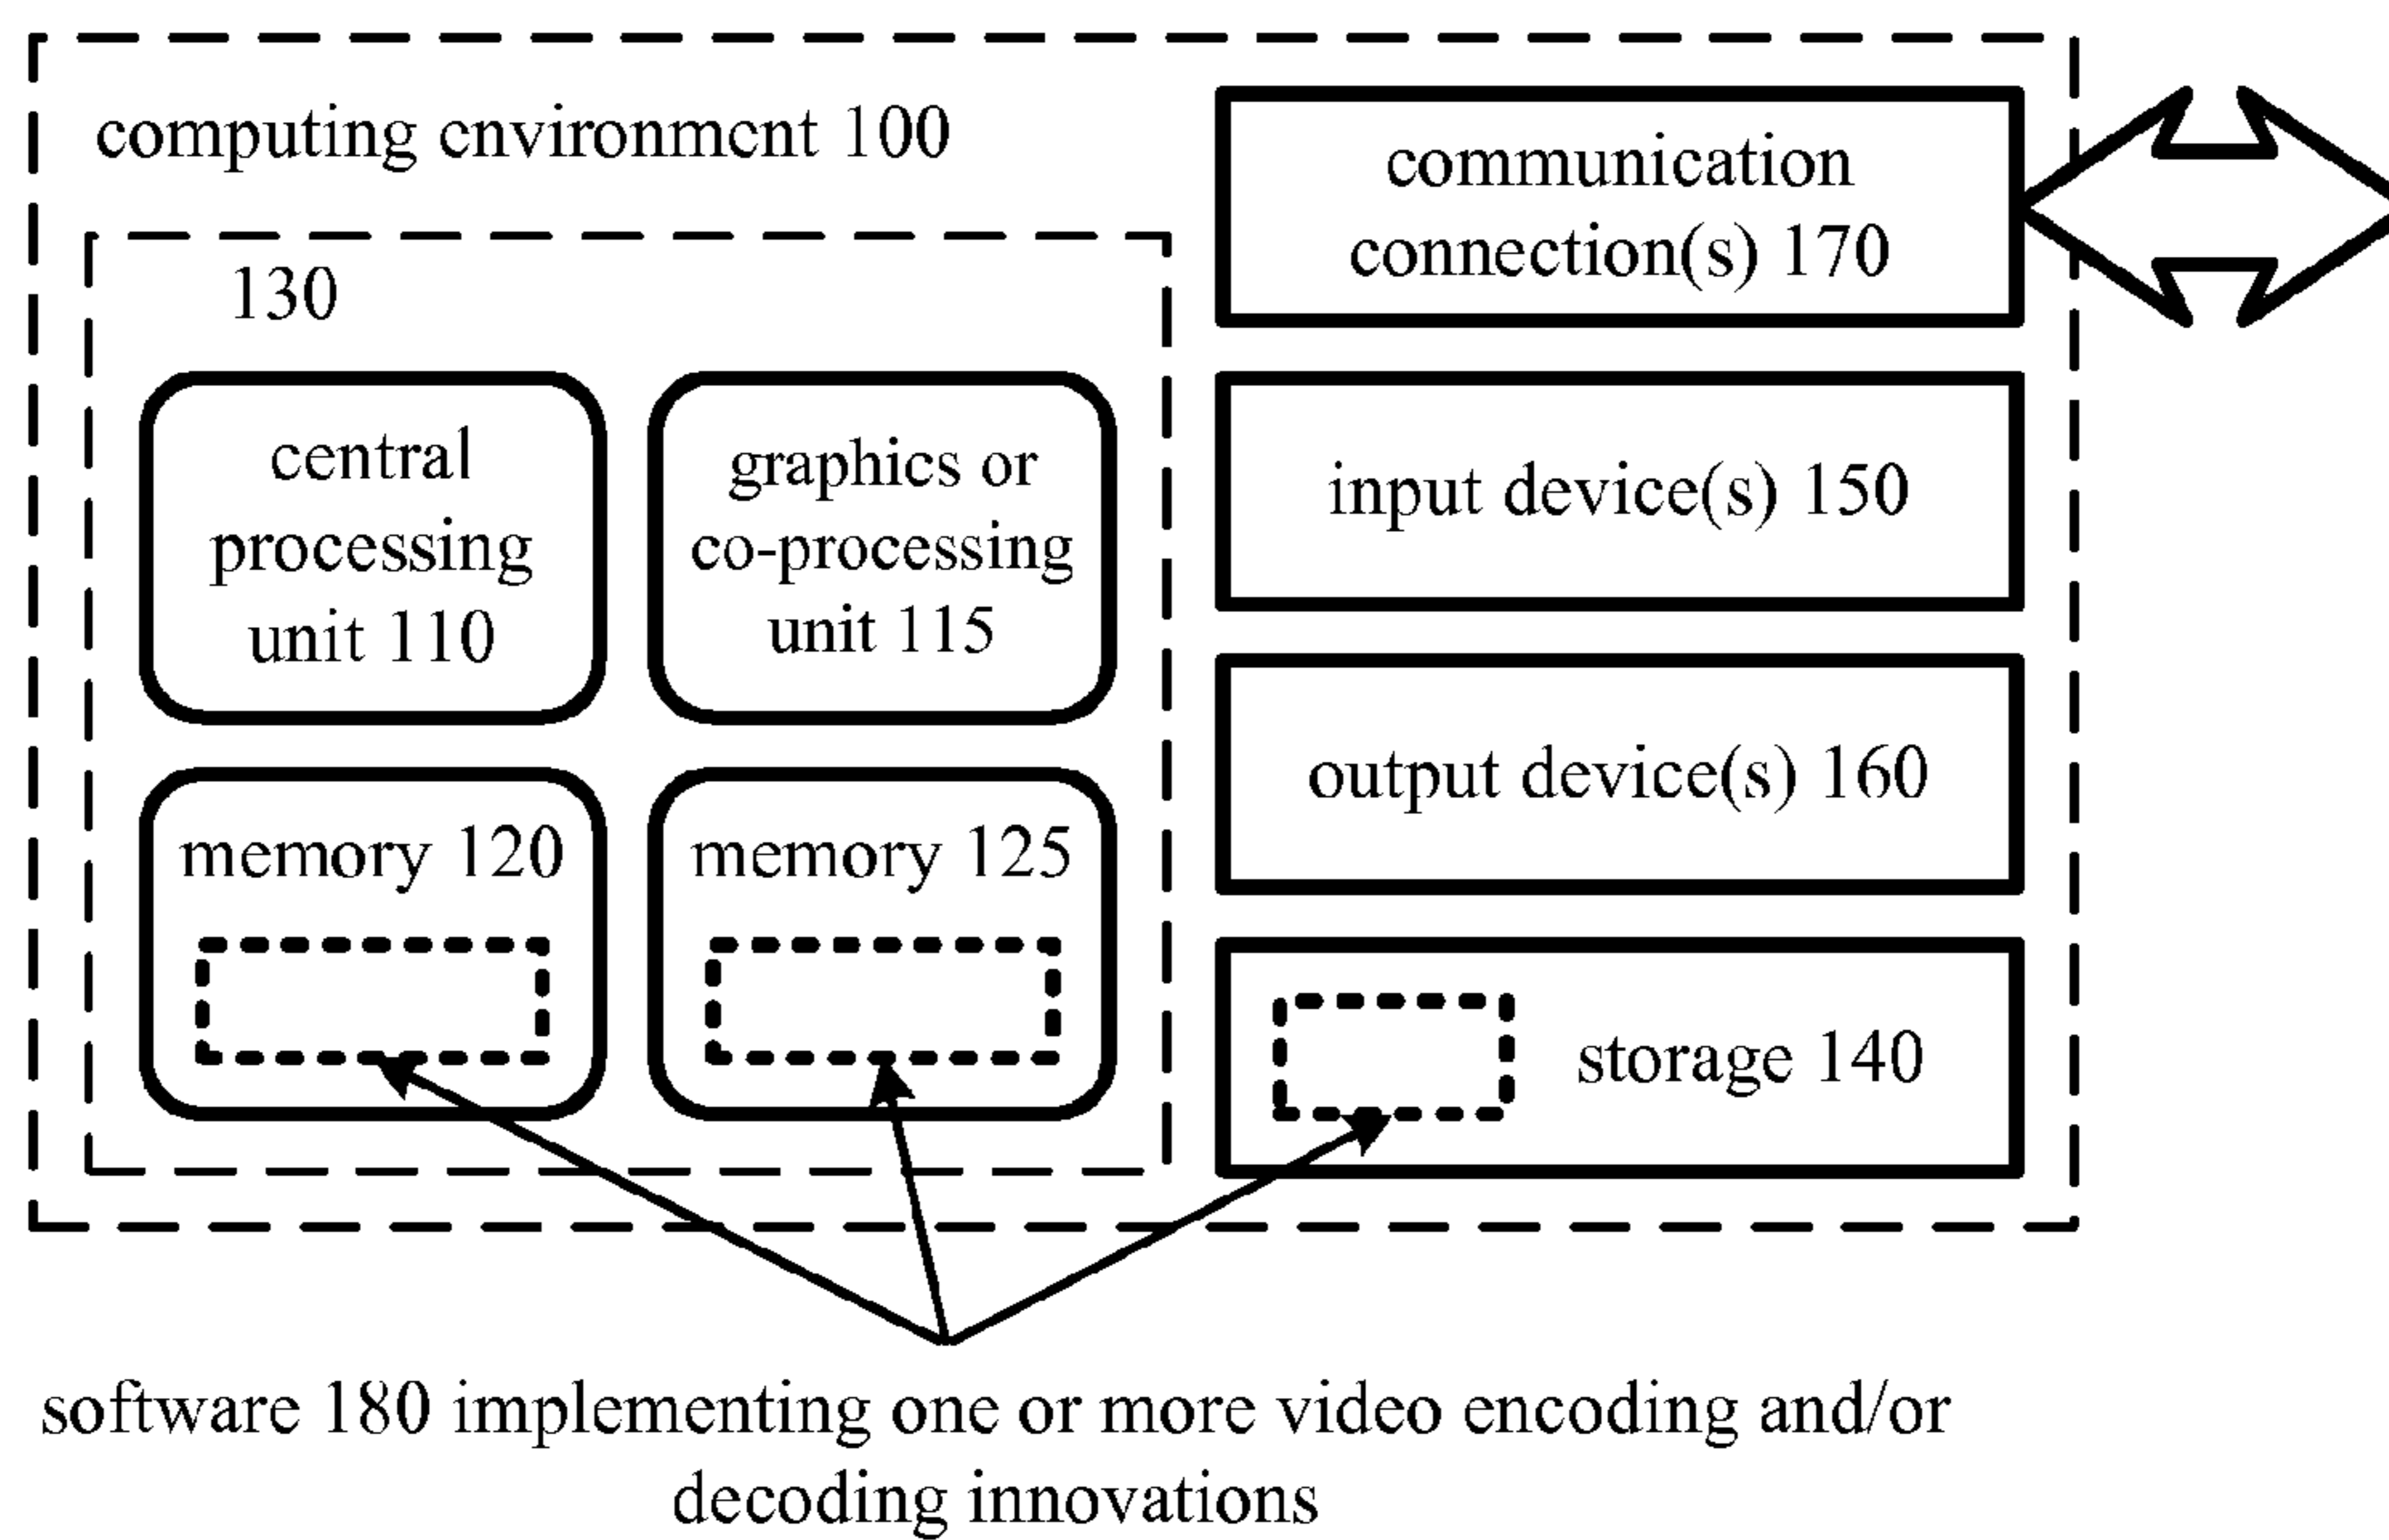 computing environment 100
130
central
processing
unit 110
graphics or
co-processing
unit 115
memory 120
memory 125
communication
connection(s) 170
input device(s) 150
output device(s) 160
storage 140
software 180 implementing one or more video encoding and/or
decoding innovations